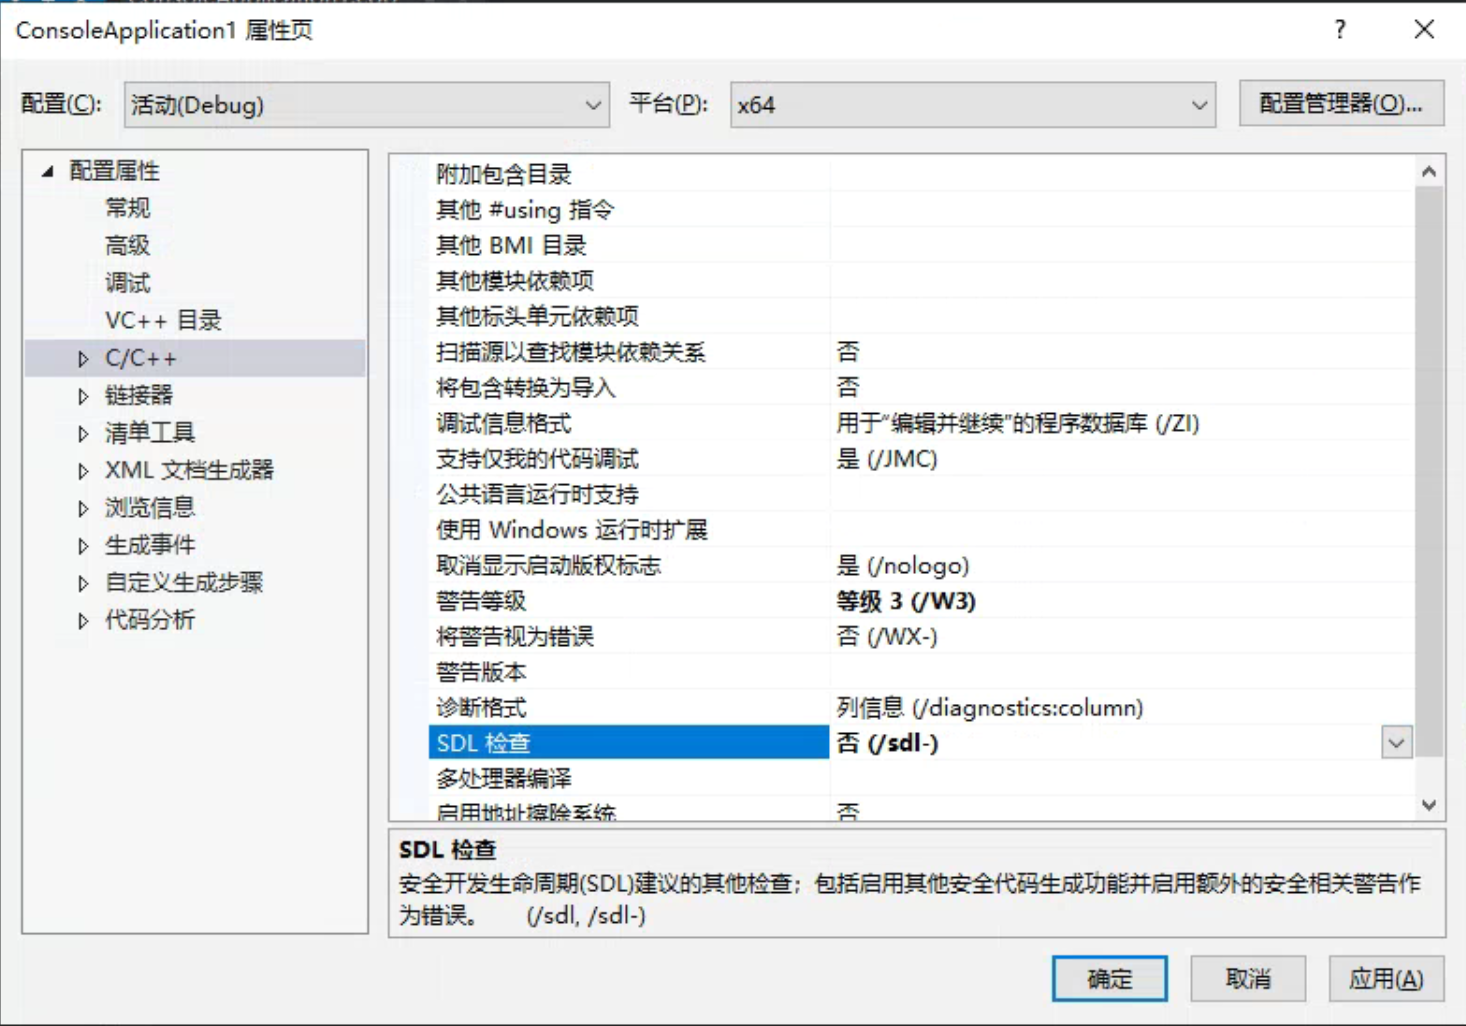 ConsoleApplication1 属性页
配置(C): 活动(Debug) 平台(P): x64 配置管理器(O)...
配置属性
常规
高级
调试
VC++ 目录
C/C++
链接器
清单工具
XML 文档生成器
浏览信息
生成事件
自定义生成步骤
代码分析
附加包含目录
其他 #using 指令
其他 BMI 目录
其他模块依赖项
其他标头单元依赖项
扫描源以查找模块依赖关系 否
将包含转换为导入 否
调试信息格式 用于“编辑并继续”的程序数据库 (/ZI)
支持仅我的代码调试 是 (/JMC)
公共语言运行时支持
使用 Windows 运行时扩展
取消显示启动版权标志 是 (/nologo)
警告等级 等级 3 (/W3)
将警告视为错误 否 (/WX-)
警告版本
诊断格式 列信息 (/diagnostics:column)
SDL 检查 否 (/sdl-)
多处理器编译
启用地址擦除系统 否
SDL 检查
安全开发生命周期(SDL)建议的其他检查；包括启用其他安全代码生成功能并启用额外的安全相关警告作
为错误。 (/sdl, /sdl-)
确定 取消 应用(A)